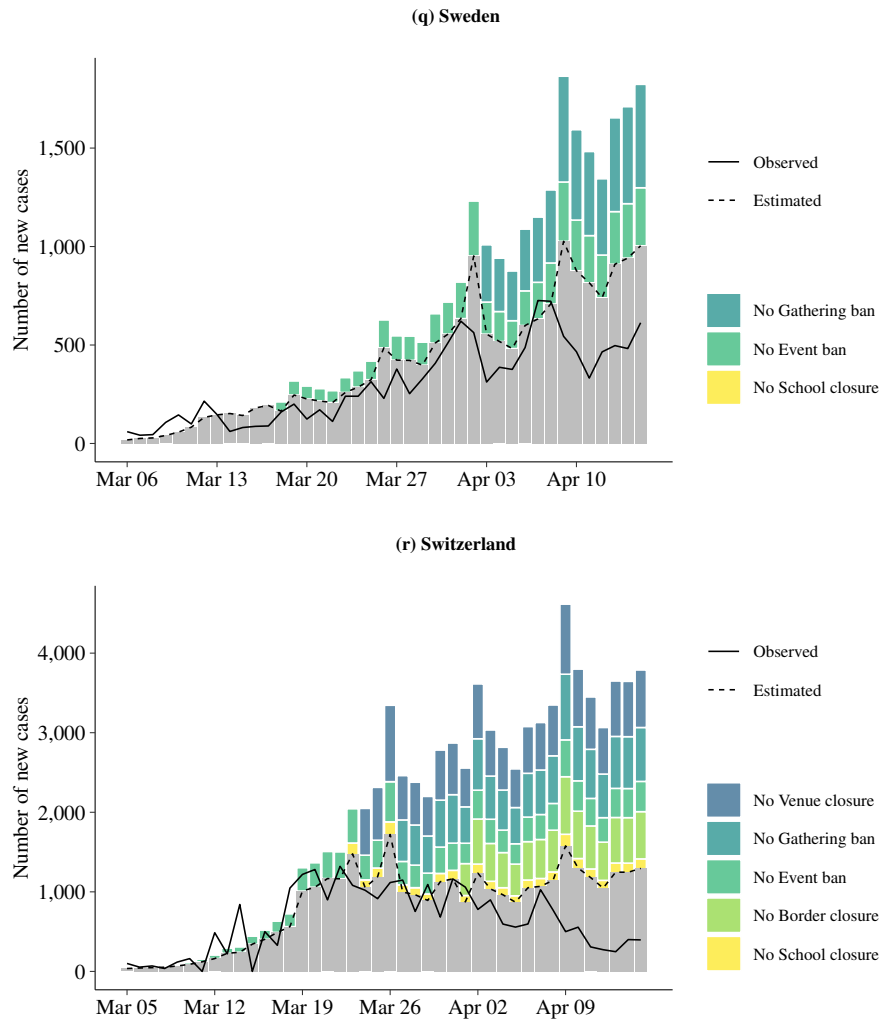 (q) Sweden
Number of new cases
1,500
1,000
500
0
Mar 06 Mar 13 Mar 20 Mar 27 Apr 03 Apr 10
Observed
Estimated
No Gathering ban
No Event ban
No School closure
(r) Switzerland
Number of new cases
4,000
3,000
2,000
1,000
0
Mar 05 Mar 12 Mar 19 Mar 26 Apr 02 Apr 09
Observed
Estimated
No Venue closure
No Gathering ban
No Event ban
No Border closure
No School closure